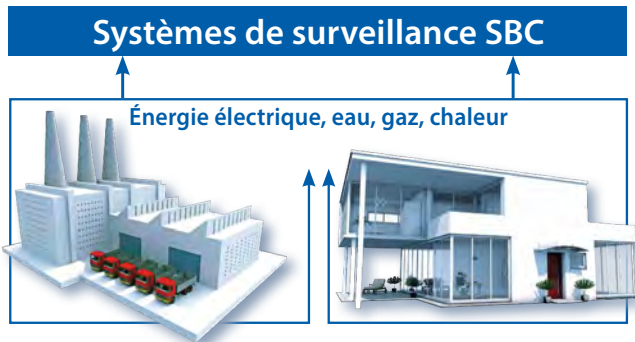 Systèmes de surveillance SBC
Énergie électrique, eau, gaz, chaleur